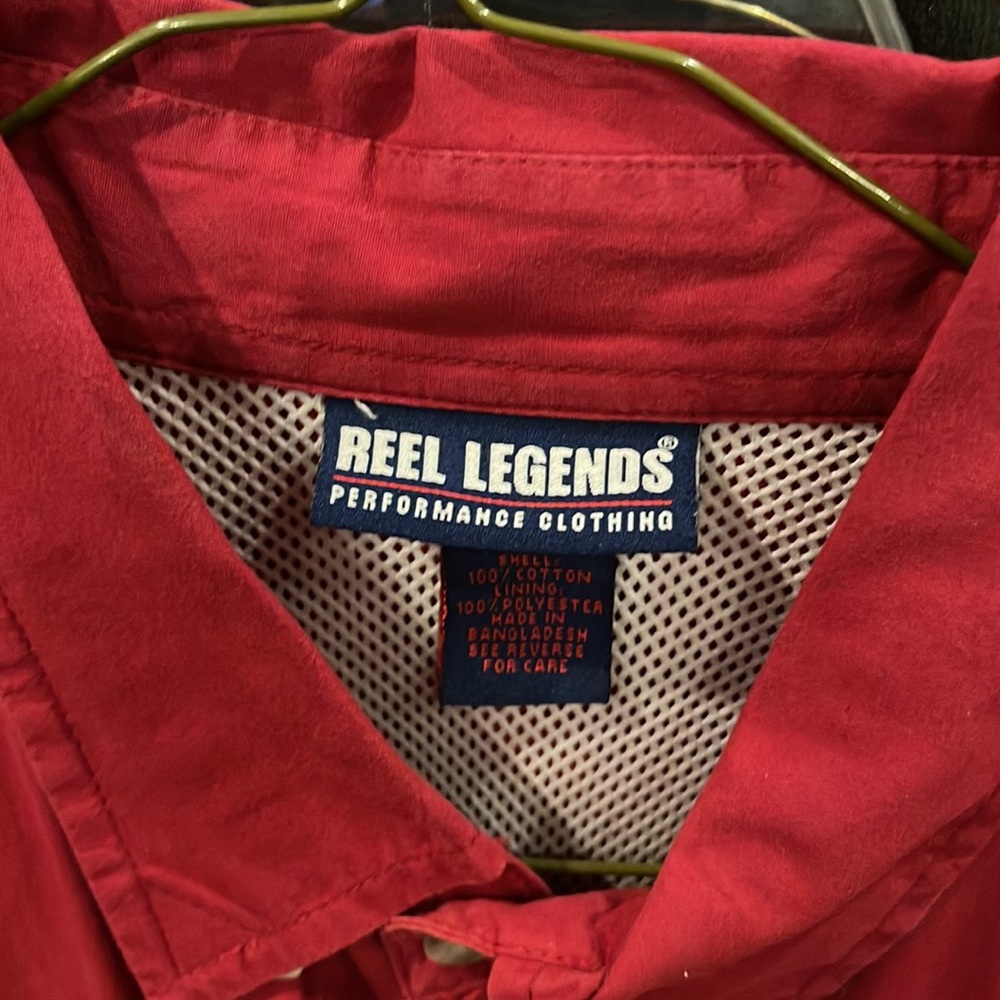 REEL LEGENDS®
PERFORMANCE CLOTHING
SHELL:
100% COTTON
LINING:
100% POLYESTER
MADE IN
BANGLADESH
SEE REVERSE
FOR CARE